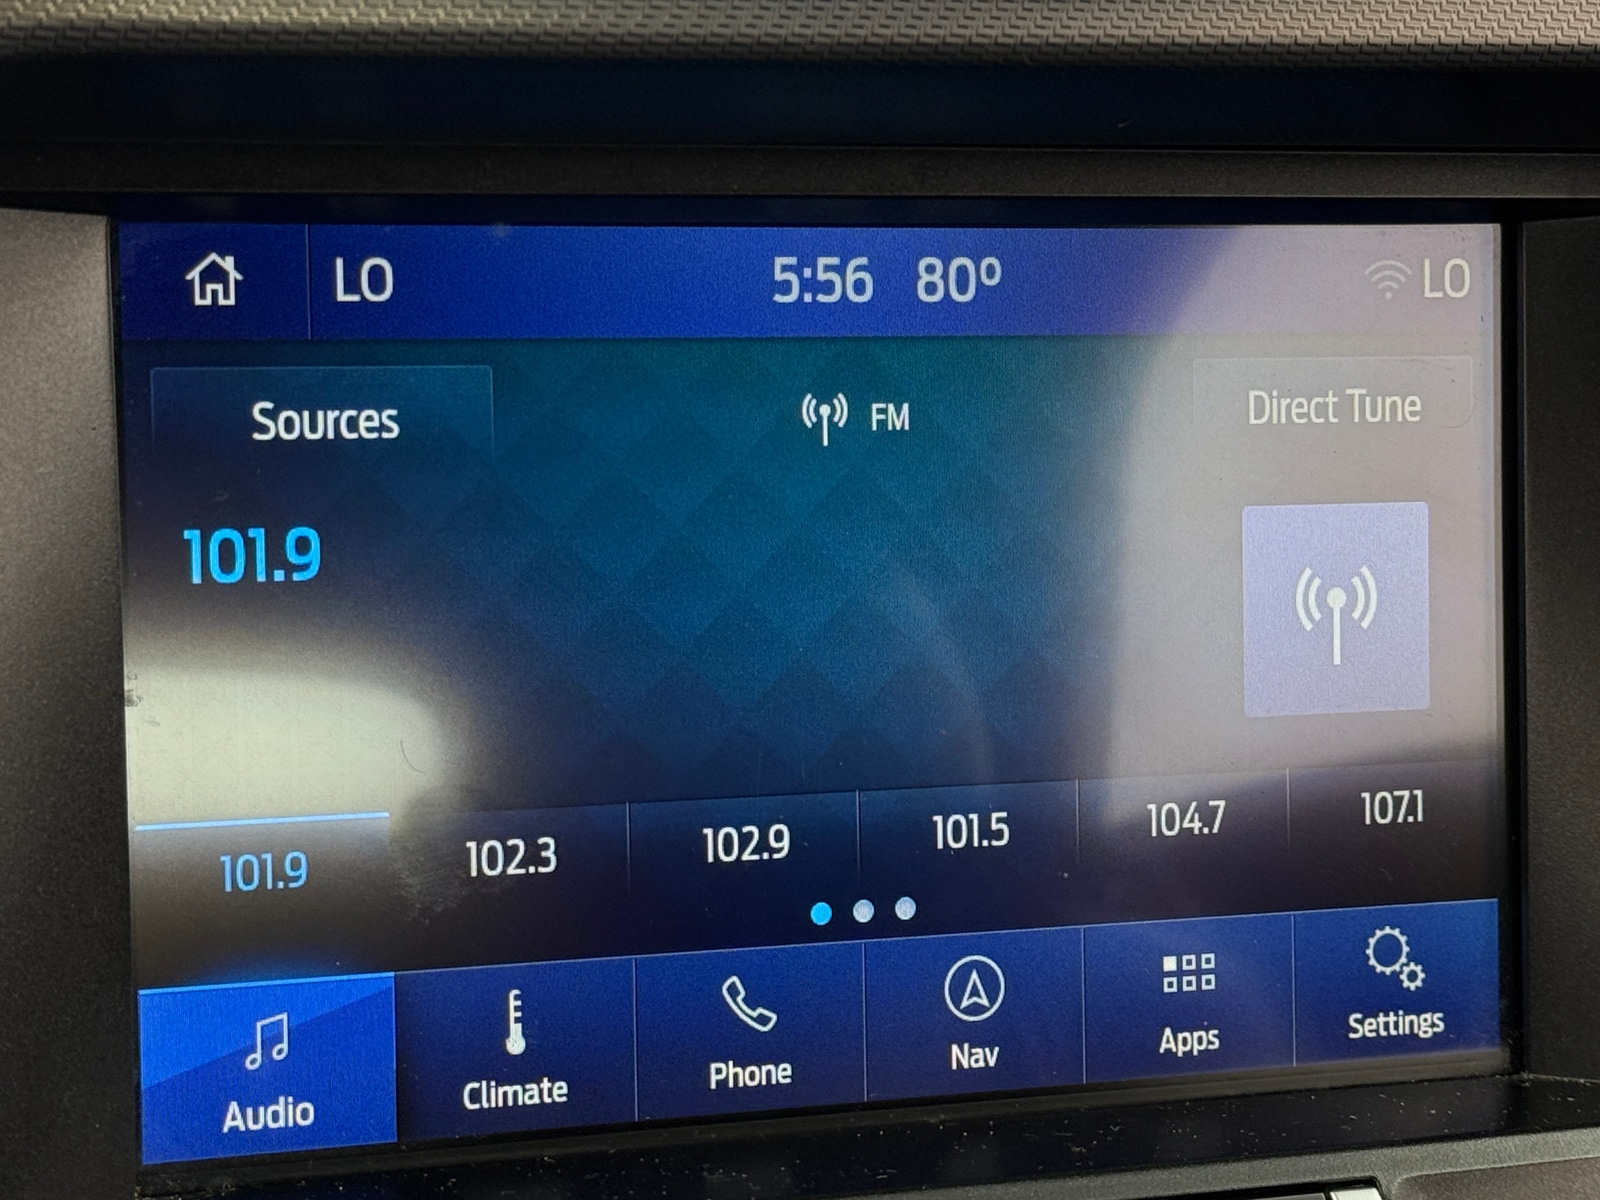 LO 5:56 80° LO
Sources FM Direct Tune
101.9
101.9 102.3 102.9 101.5 104.7 107.1
Audio Climate Phone Nav Apps Settings